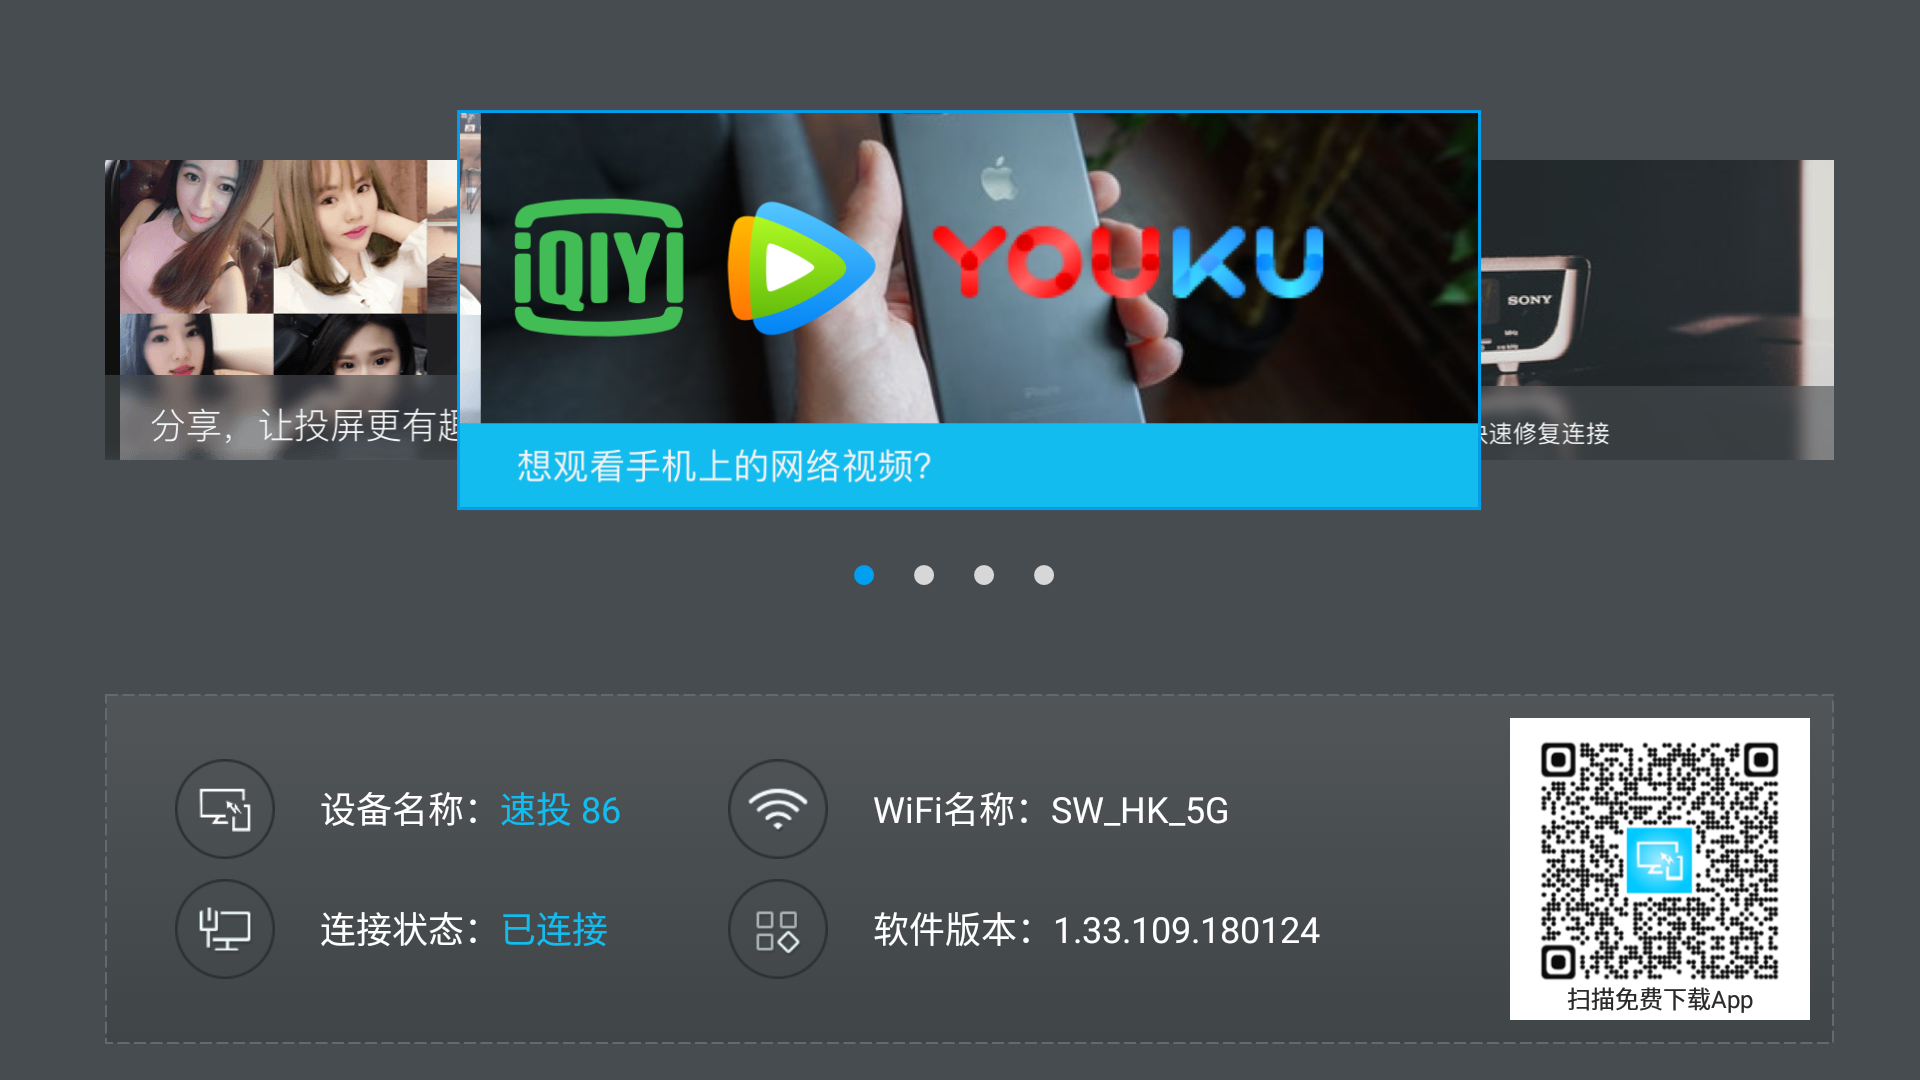 iQIYI
YOUKU
SONY
分享，让投屏更有趣
想观看手机上的网络视频?
快速修复连接
设备名称：速投 86
WiFi名称：SW_HK_5G
连接状态：已连接
软件版本：1.33.109.180124
扫描免费下载App